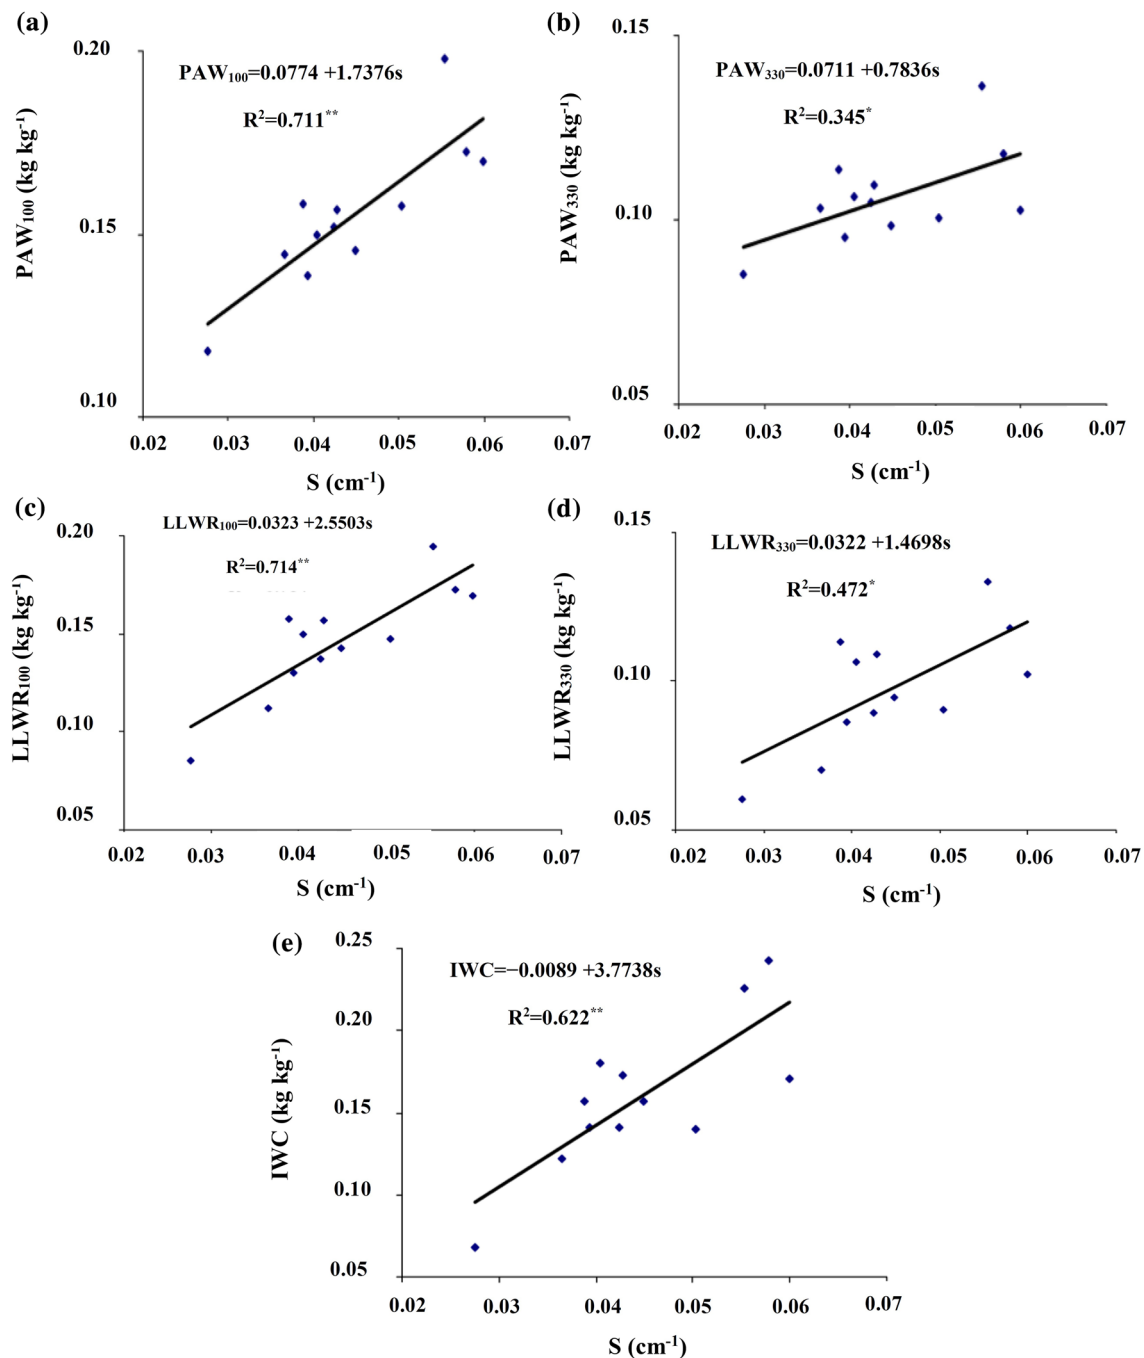 (a)
0.20
PAW₁₀₀=0.0774 +1.7376s
R²=0.711**
PAW₁₀₀ (kg kg⁻¹)
0.15
0.10
0.02 0.03 0.04 0.05 0.06 0.07
S (cm⁻¹)
(b)
0.15
PAW₃₃₀=0.0711 +0.7836s
R²=0.345*
PAW₃₃₀ (kg kg⁻¹)
0.10
0.05
0.02 0.03 0.04 0.05 0.06 0.07
S (cm⁻¹)
(c)
LLWR₁₀₀=0.0323 +2.5503s
0.20
R²=0.714**
LLWR₁₀₀ (kg kg⁻¹)
0.15
0.10
0.05
0.02 0.03 0.04 0.05 0.06 0.07
S (cm⁻¹)
(d)
0.15
LLWR₃₃₀=0.0322 +1.4698s
R²=0.472*
LLWR₃₃₀ (kg kg⁻¹)
0.10
0.05
0.02 0.03 0.04 0.05 0.06 0.07
S (cm⁻¹)
(e)
0.25
IWC=−0.0089 +3.7738s
R²=0.622**
0.20
IWC (kg kg⁻¹)
0.15
0.10
0.05
0.02 0.03 0.04 0.05 0.06 0.07
S (cm⁻¹)